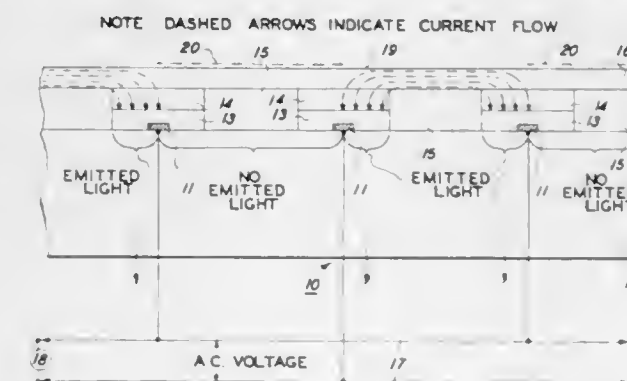 NOTE DASHED ARROWS INDICATE CURRENT FLOW
20 15 19 20 16
14 14 14
13 13 13
15 15
EMITTED LIGHT 11 NO EMITTED LIGHT 11 EMITTED LIGHT 11 NO EMITTED LIGHT
9 10 9 9
18 A.C. VOLTAGE 17